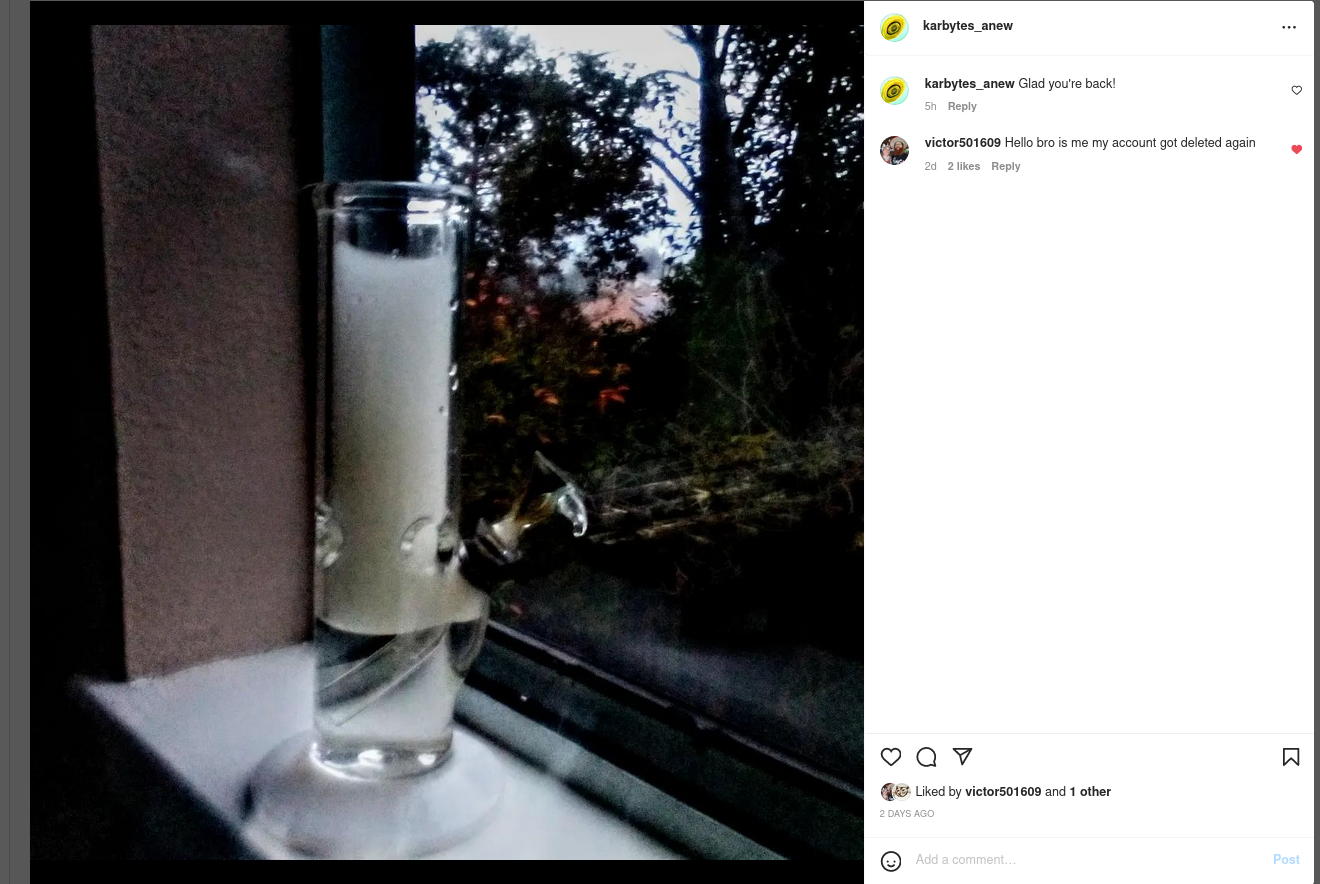 karbytes_anew
karbytes_anew Glad you're back!
5h Reply
victor501609 Hello bro is me my account got deleted again
2d 2 likes Reply
Liked by victor501609 and 1 other
2 DAYS AGO
Add a comment... Post